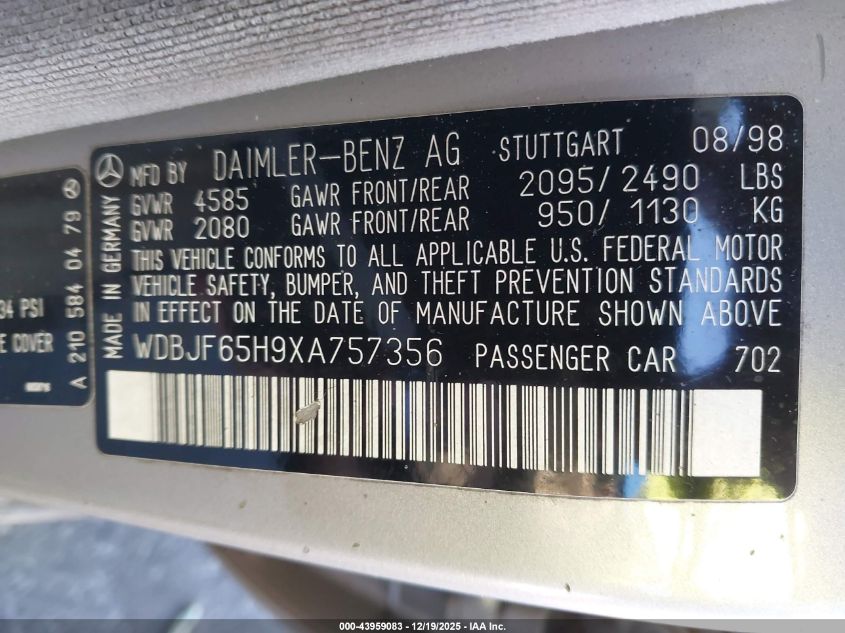 MFD BY DAIMLER-BENZ AG STUTTGART 08/98
GVWR 4585 GAWR FRONT/REAR 2095/2490 LBS
GVWR 2080 GAWR FRONT/REAR 950/1130 KG
THIS VEHICLE CONFORMS TO ALL APPLICABLE U.S. FEDERAL MOTOR
VEHICLE SAFETY, BUMPER, AND THEFT PREVENTION STANDARDS
IN EFFECT ON THE DATE OF MANUFACTURE SHOWN ABOVE
WDBJF65H9XA757356 PASSENGER CAR 702
MADE IN GERMANY
A 210 584 04 79
34 PSI
E COVER
000-43959083 - 12/19/2025 - IAA Inc.